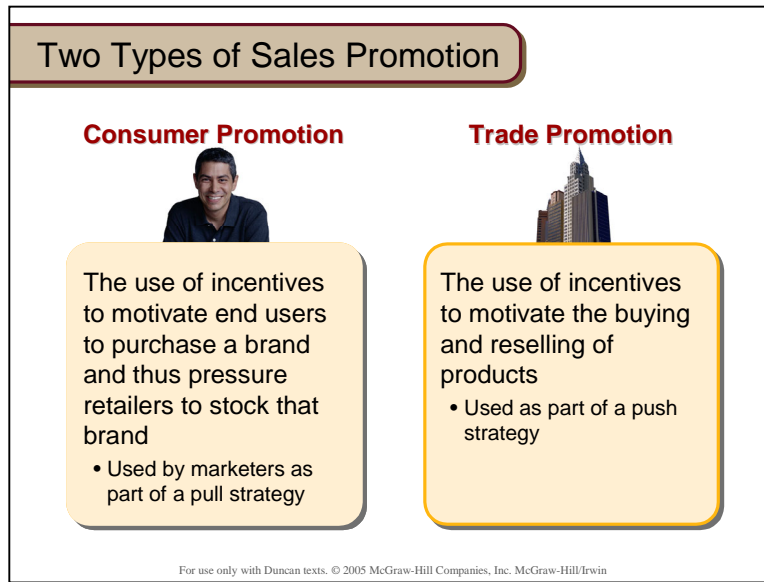 Two Types of Sales Promotion
Consumer Promotion
The use of incentives
to motivate end users
to purchase a brand
and thus pressure
retailers to stock that
brand
• Used by marketers as
part of a pull strategy
Trade Promotion
The use of incentives
to motivate the buying
and reselling of
products
• Used as part of a push
strategy
For use only with Duncan texts. © 2005 McGraw-Hill Companies, Inc. McGraw-Hill/Irwin